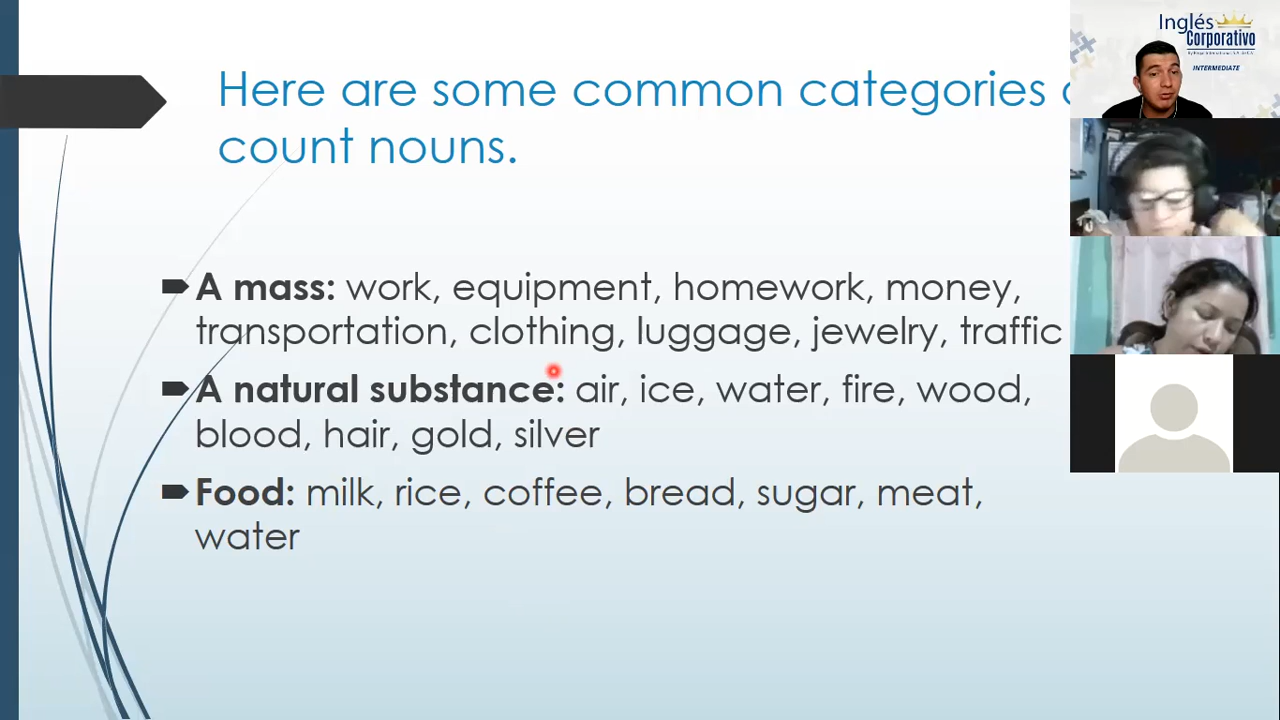 Here are some common categories
count nouns.
A mass: work, equipment, homework, money,
transportation, clothing, luggage, jewelry, traffic
A natural substance: air, ice, water, fire, wood,
blood, hair, gold, silver
Food: milk, rice, coffee, bread, sugar, meat,
water
Inglés
Corporativo
INTERMEDIATE